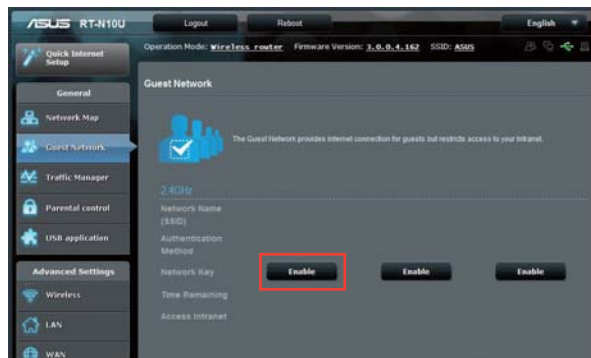 ASUS RT-N10U
Logout
Reboot
English
Quick Internet
Setup
Operation Mode: Wireless router Firmware Version: 3.0.0.4.162 SSID: ASUS
General
Network Map
Guest Network
Traffic Manager
Parental control
USB application
Advanced Settings
Wireless
LAN
WAN
Guest Network
The Guest Network provides Internet connection for guests but restricts access to your Intranet.
2.4GHz
Network Name
(SSID)
Authentication
Method
Network Key
Enable
Enable
Enable
Time Remaining
Access Intranet